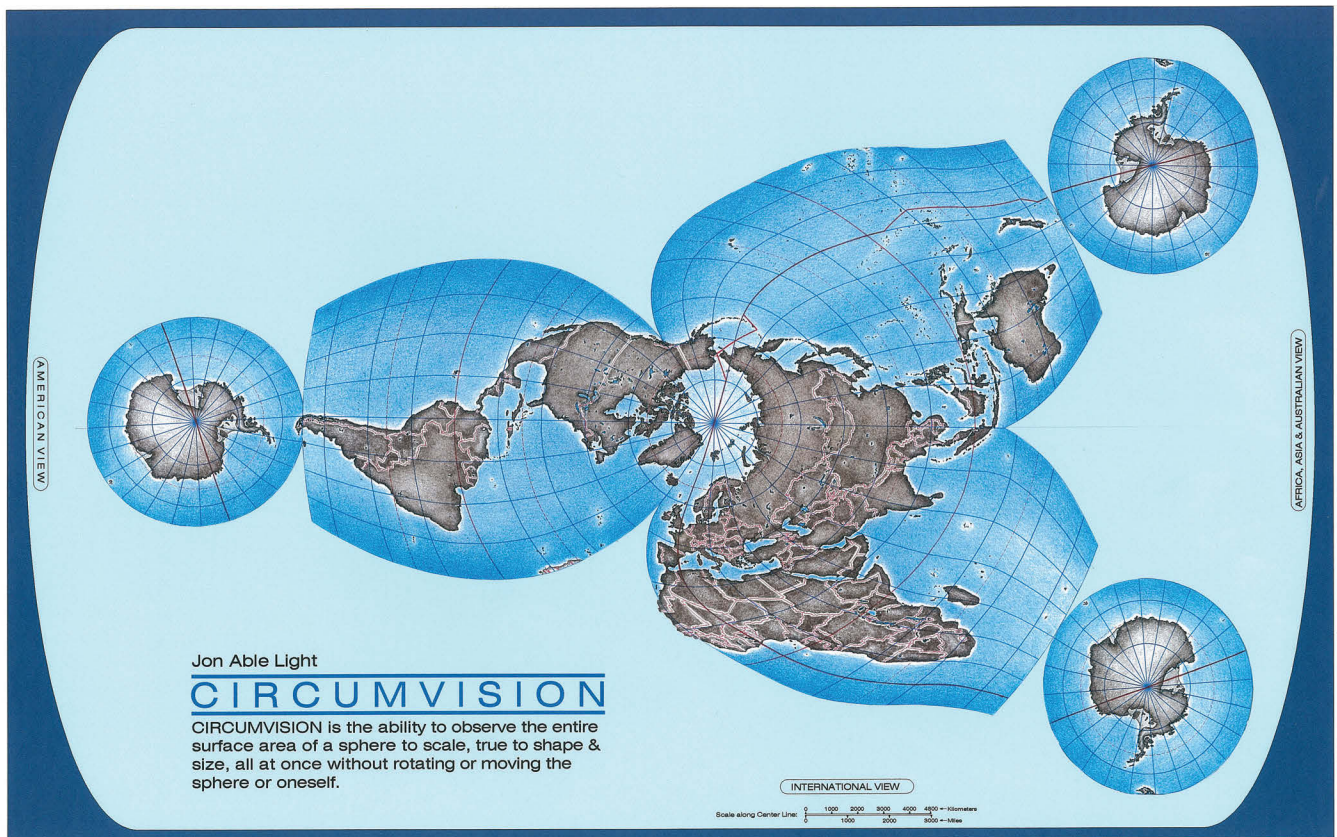 AMERICAN VIEW
AFRICA, ASIA & AUSTRALIAN VIEW
Jon Able Light
CIRCUMVISION
CIRCUMVISION is the ability to observe the entire
surface area of a sphere to scale, true to shape &
size, all at once without rotating or moving the
sphere or oneself.
INTERNATIONAL VIEW
Scale along Center Line:
0 1000 2000 3000 4000 4800 Kilometers
0 1000 2000 3000 Miles